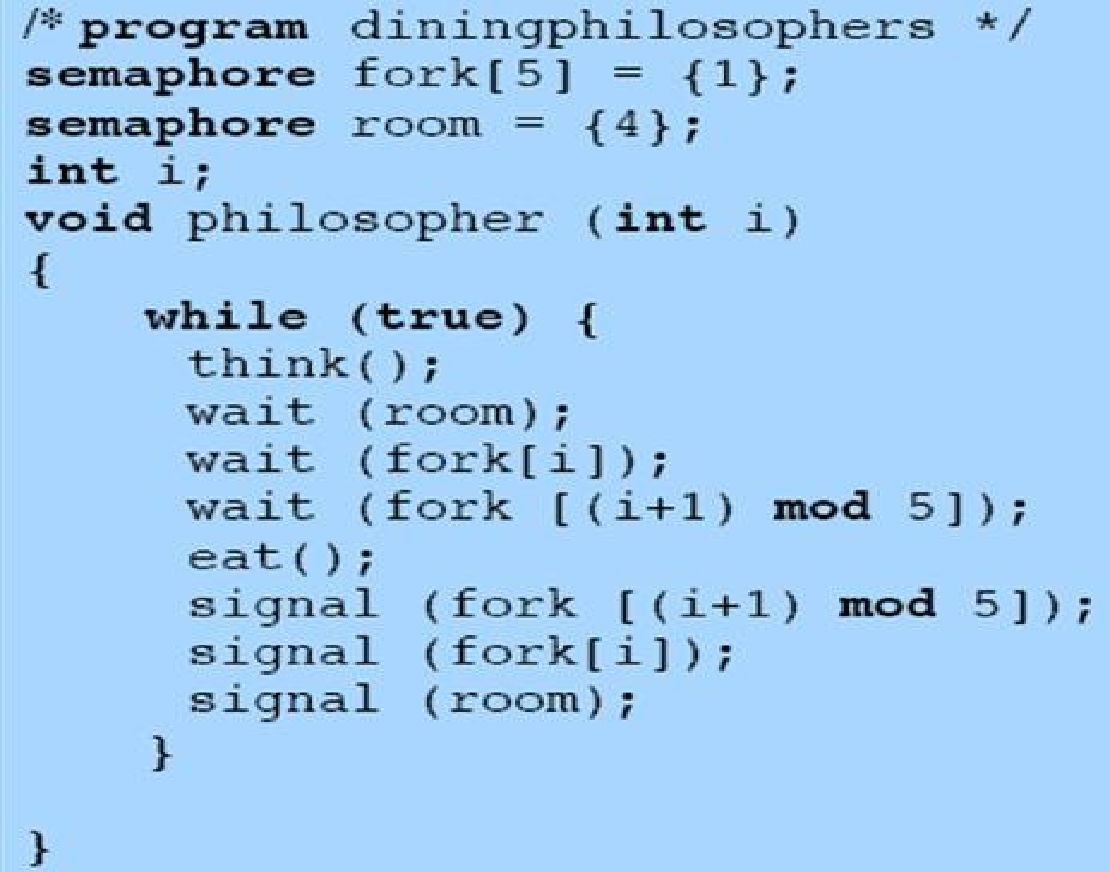 /* program diningphilosophers */
semaphore fork[5] = {1};
semaphore room = {4};
int i;
void philosopher (int i)
{
while (true) {
think();
wait (room);
wait (fork[i]);
wait (fork [(i+1) mod 5]);
eat();
signal (fork [(i+1) mod 5]);
signal (fork[i]);
signal (room);
}
}